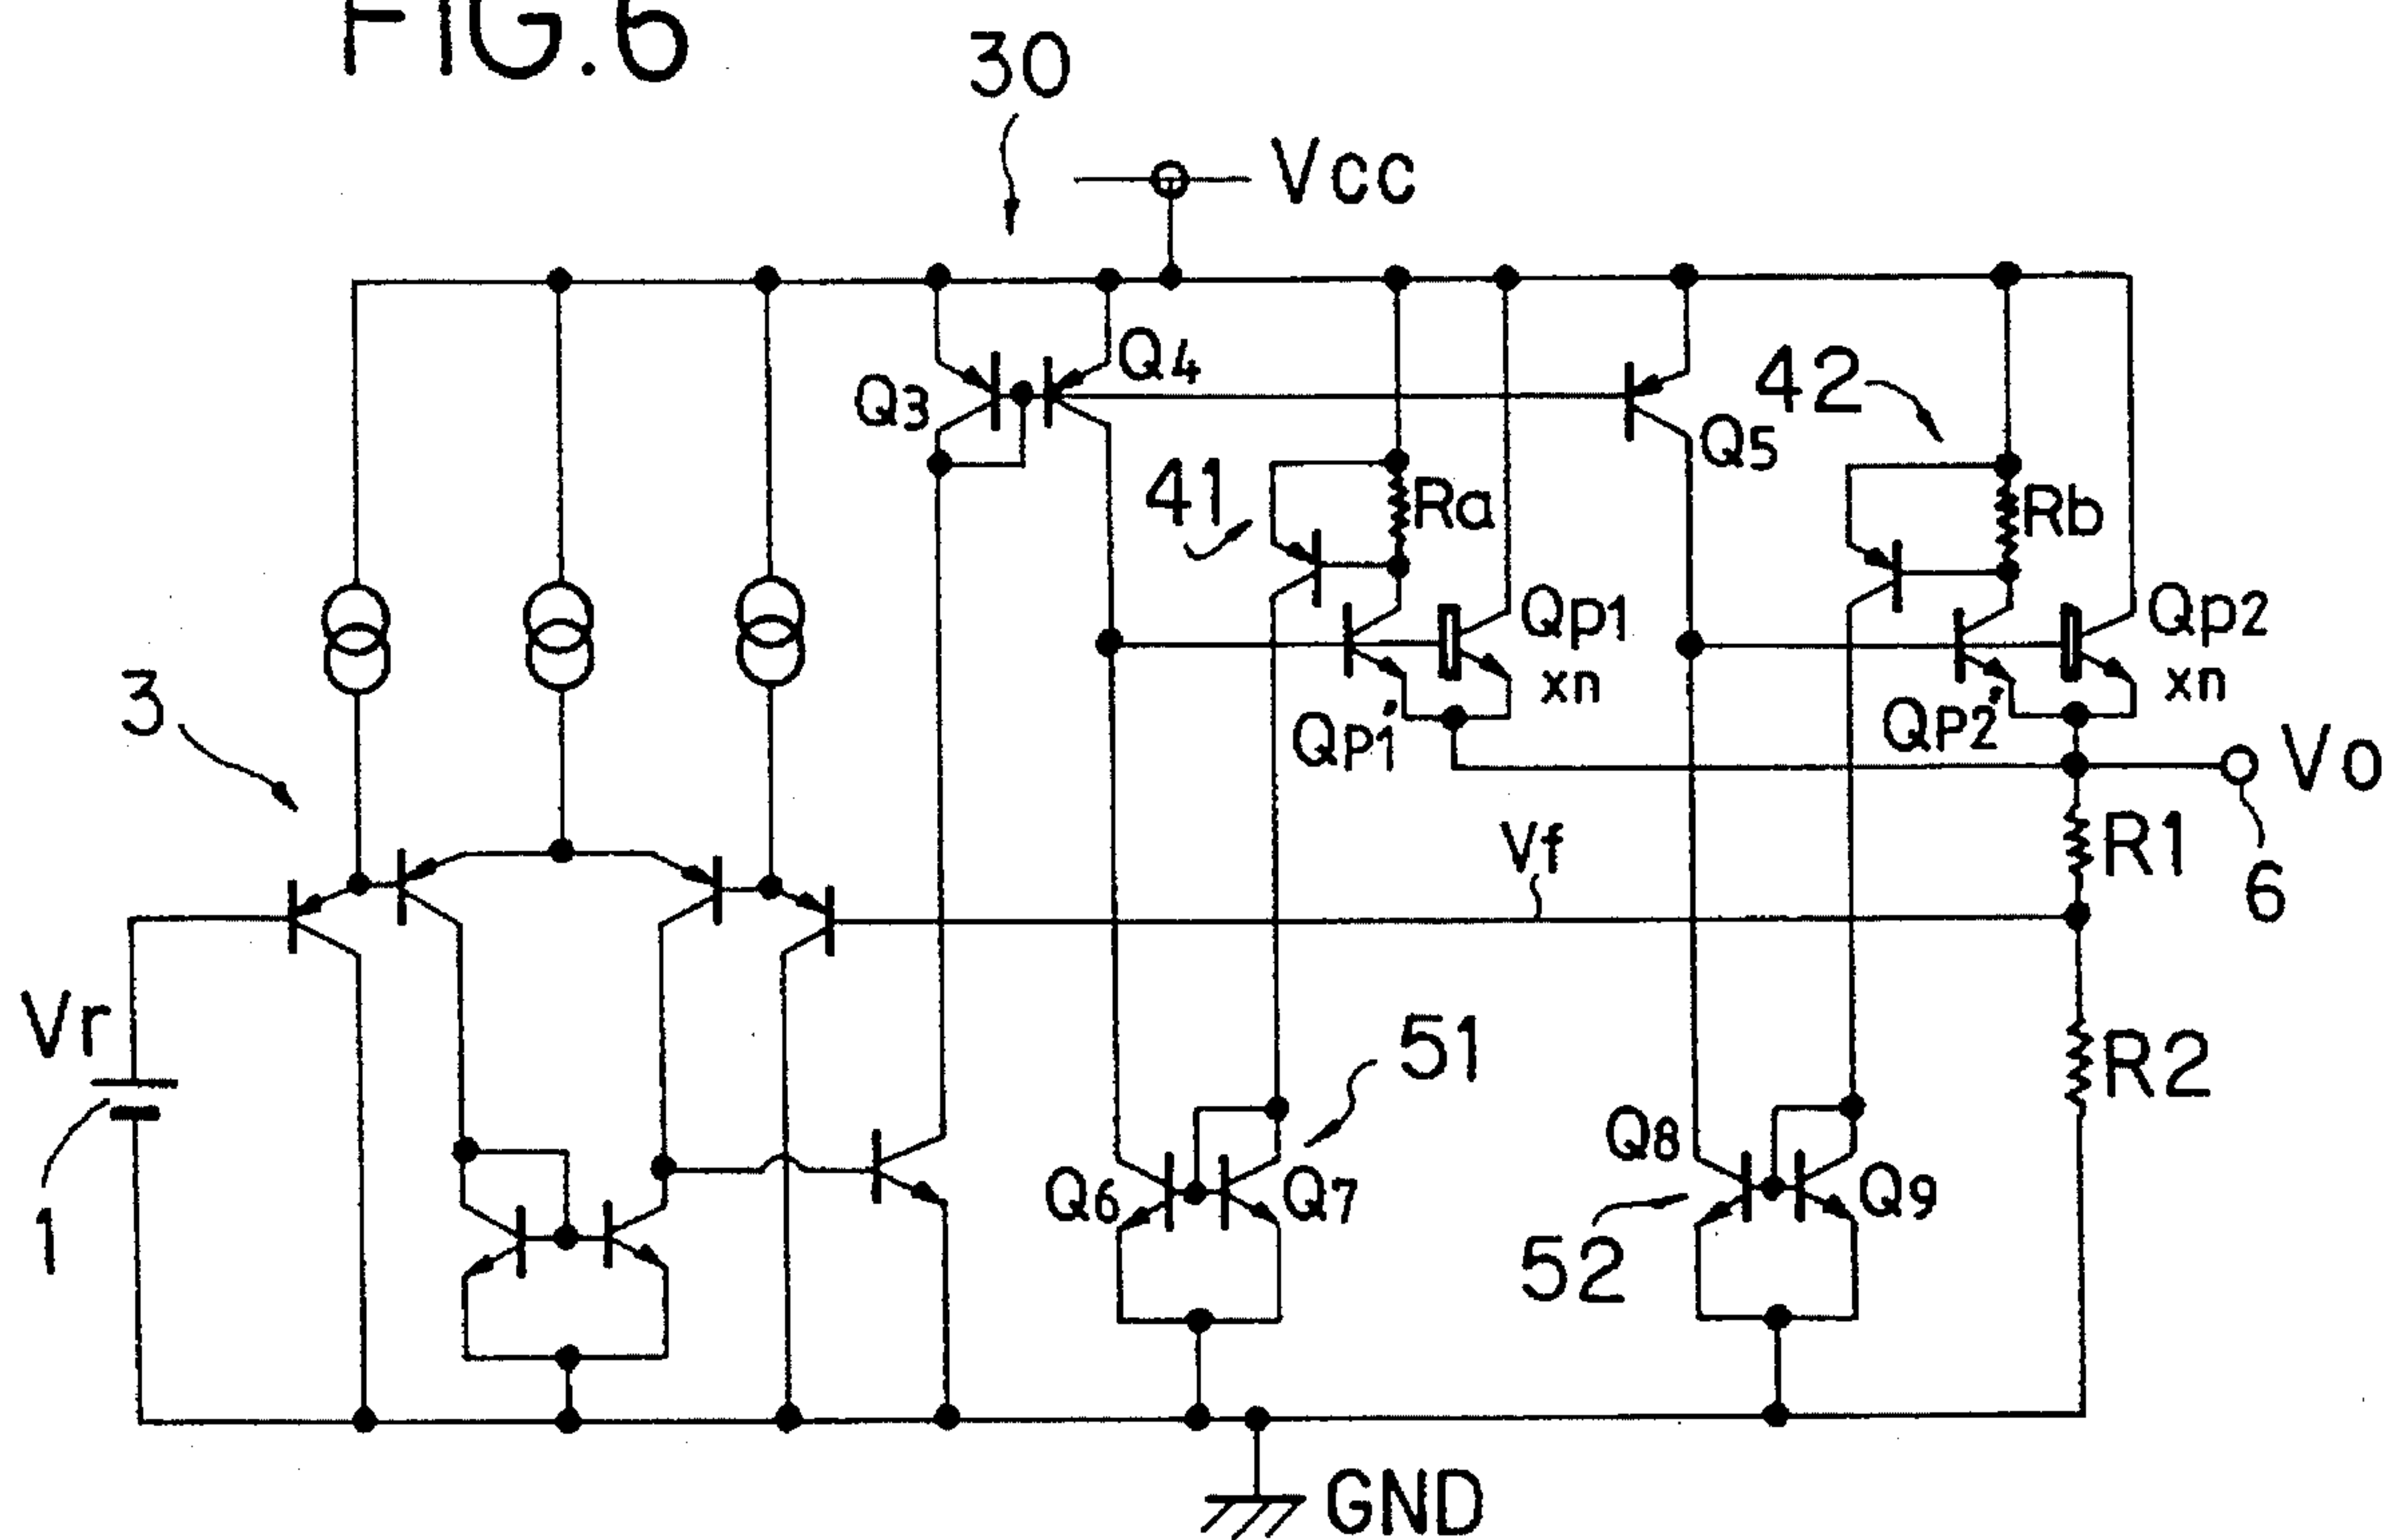 FIG.6
30
Vcc
Q3
Q4
Q5
42
41
Ra
Rb
Qp1
xn
Qp2
xn
Qp1'
Qp2'
3
Vo
Vf
R1
6
Vr
51
R2
1
Q6
Q7
Q8
Q9
52
GND